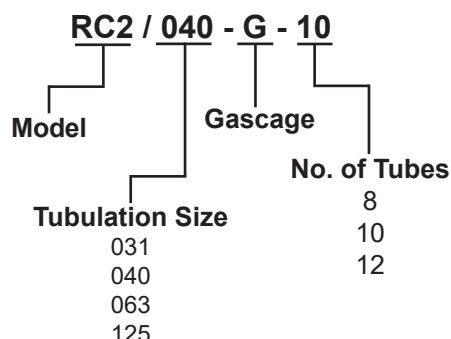 RC2 / 040 - G - 10
Model
Gascage
No. of Tubes
8
10
12
Tubulation Size
031
040
063
125